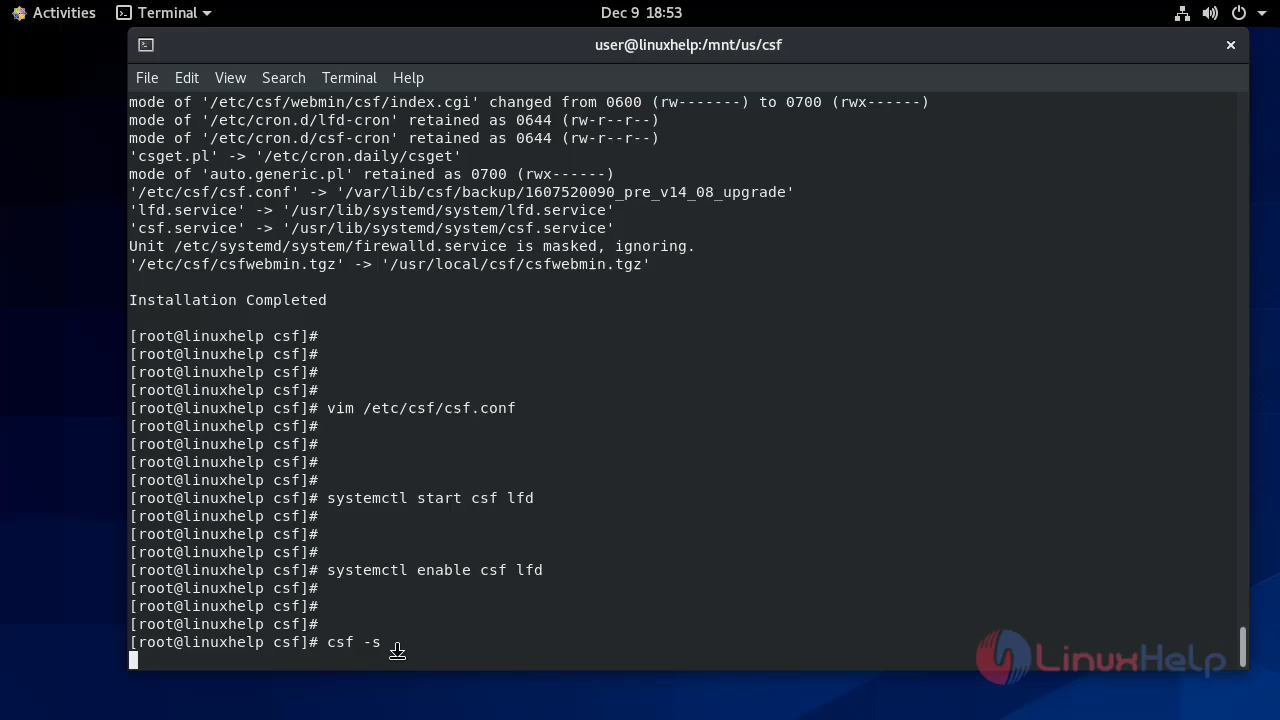 Activities Terminal Dec 9 18:53
user@linuxhelp:/mnt/us/csf ×
File Edit View Search Terminal Help
mode of '/etc/csf/webmin/csf/index.cgi' changed from 0600 (rw-------) to 0700 (rwx------)
mode of '/etc/cron.d/lfd-cron' retained as 0644 (rw-r--r--)
mode of '/etc/cron.d/csf-cron' retained as 0644 (rw-r--r--)
'csget.pl' -> '/etc/cron.daily/csget'
mode of 'auto.generic.pl' retained as 0700 (rwx------)
'/etc/csf/csf.conf' -> '/var/lib/csf/backup/1607520090_pre_v14_08_upgrade'
'lfd.service' -> '/usr/lib/systemd/system/lfd.service'
'csf.service' -> '/usr/lib/systemd/system/csf.service'
Unit /etc/systemd/system/firewalld.service is masked, ignoring.
'/etc/csf/csfwebmin.tgz' -> '/usr/local/csf/csfwebmin.tgz'
Installation Completed
[root@linuxhelp csf]#
[root@linuxhelp csf]#
[root@linuxhelp csf]#
[root@linuxhelp csf]#
[root@linuxhelp csf]# vim /etc/csf/csf.conf
[root@linuxhelp csf]#
[root@linuxhelp csf]#
[root@linuxhelp csf]#
[root@linuxhelp csf]#
[root@linuxhelp csf]# systemctl start csf lfd
[root@linuxhelp csf]#
[root@linuxhelp csf]#
[root@linuxhelp csf]#
[root@linuxhelp csf]# systemctl enable csf lfd
[root@linuxhelp csf]#
[root@linuxhelp csf]#
[root@linuxhelp csf]#
[root@linuxhelp csf]# csf -s
LinuxHelp